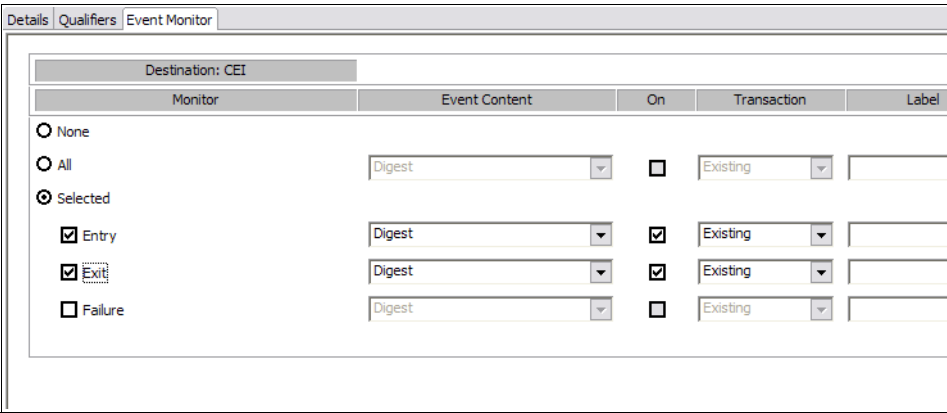 Details Qualifiers Event Monitor
Destination: CEI
Monitor Event Content On Transaction Label
None
All Digest Existing
Selected
Entry Digest Existing
Exit Digest Existing
Failure Digest Existing